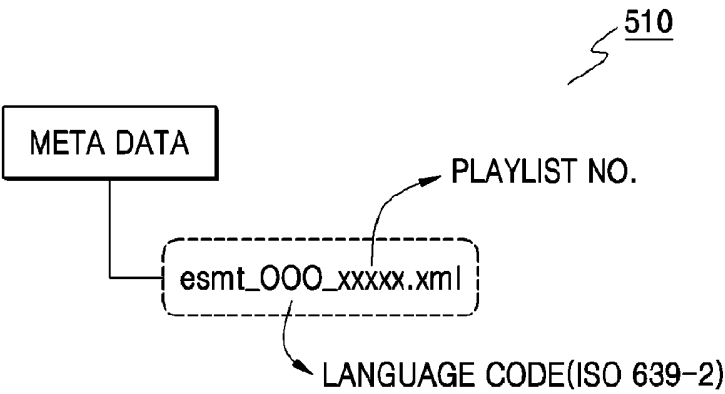 510
META DATA
PLAYLIST NO.
esmt_OOO_xxxxx.xml
LANGUAGE CODE(ISO 639-2)